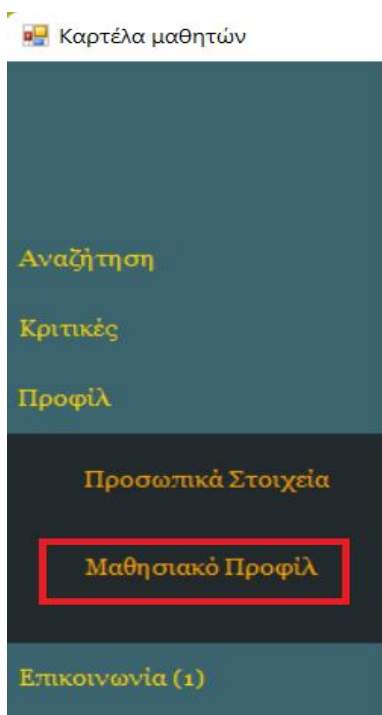 Καρτέλα μαθητών
Αναζήτηση
Κριτικές
Προφίλ
Προσωπικά Στοιχεία
Μαθησιακό Προφίλ
Επικοινωνία (1)